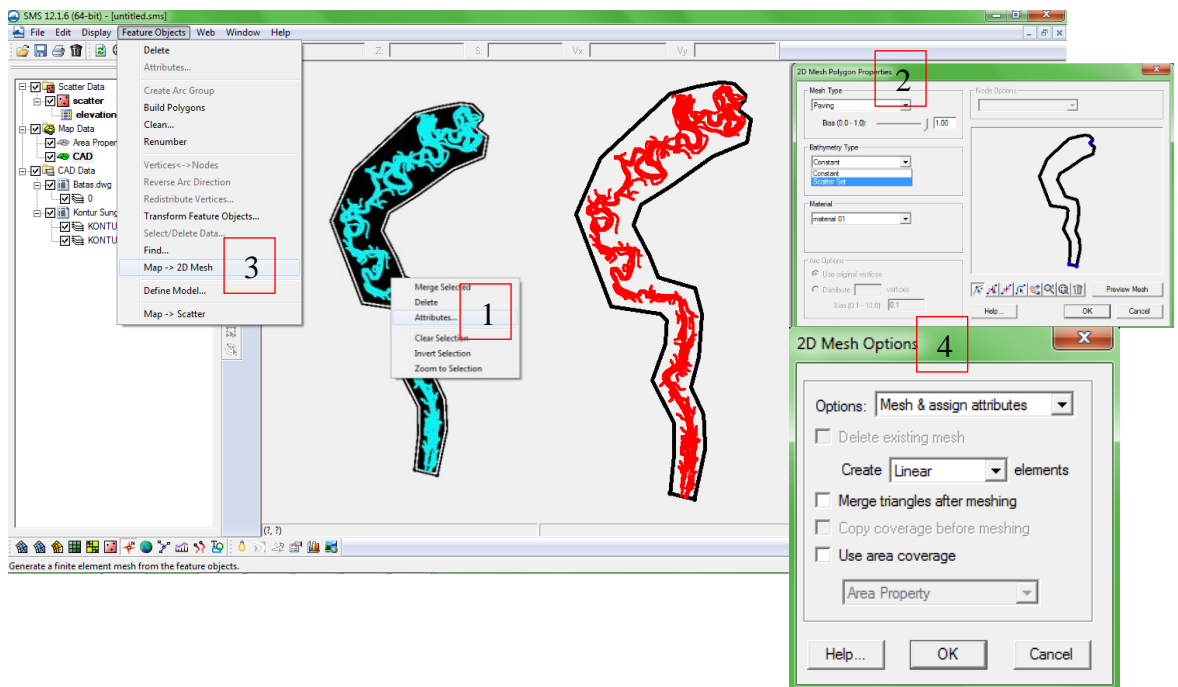 SMS 12.1.6 (64-bit) - [untitled.sms]
File Edit Display Feature Objects Web Window Help
Z: S: Vx: Vy:
Delete
Attributes...
Create Arc Group
Build Polygons
Clean...
Renumber
Vertices<->Nodes
Reverse Arc Direction
Redistribute Vertices...
Transform Feature Objects...
Select/Delete Data...
Find...
Map -> 2D Mesh
Define Model...
Map -> Scatter
3
Scatter Data
scatter
elevation
Map Data
Area Proper
CAD
CAD Data
Batas.dwg
0
Kontur Sung
KONTU
KONTU
Merge Selected
Delete
Attributes...
Clear Selection
Invert Selection
Zoom to Selection
1
(?, ?)
Generate a finite element mesh from the feature objects.
2D Mesh Polygon Properties
2
Mesh Type
Paving
Bias (0.0 - 1.0): 1.00
Bathymetry Type
Constant
Constant
Scatter Set
Material
material 01
Arc Options
Use original vertices
Distribute vertices
Bias (0.1 - 10.0) 0.1
Node Options
Preview Mesh
Help... OK Cancel
2D Mesh Options
4
Options: Mesh & assign attributes
Delete existing mesh
Create Linear elements
Merge triangles after meshing
Copy coverage before meshing
Use area coverage
Area Property
Help... OK Cancel